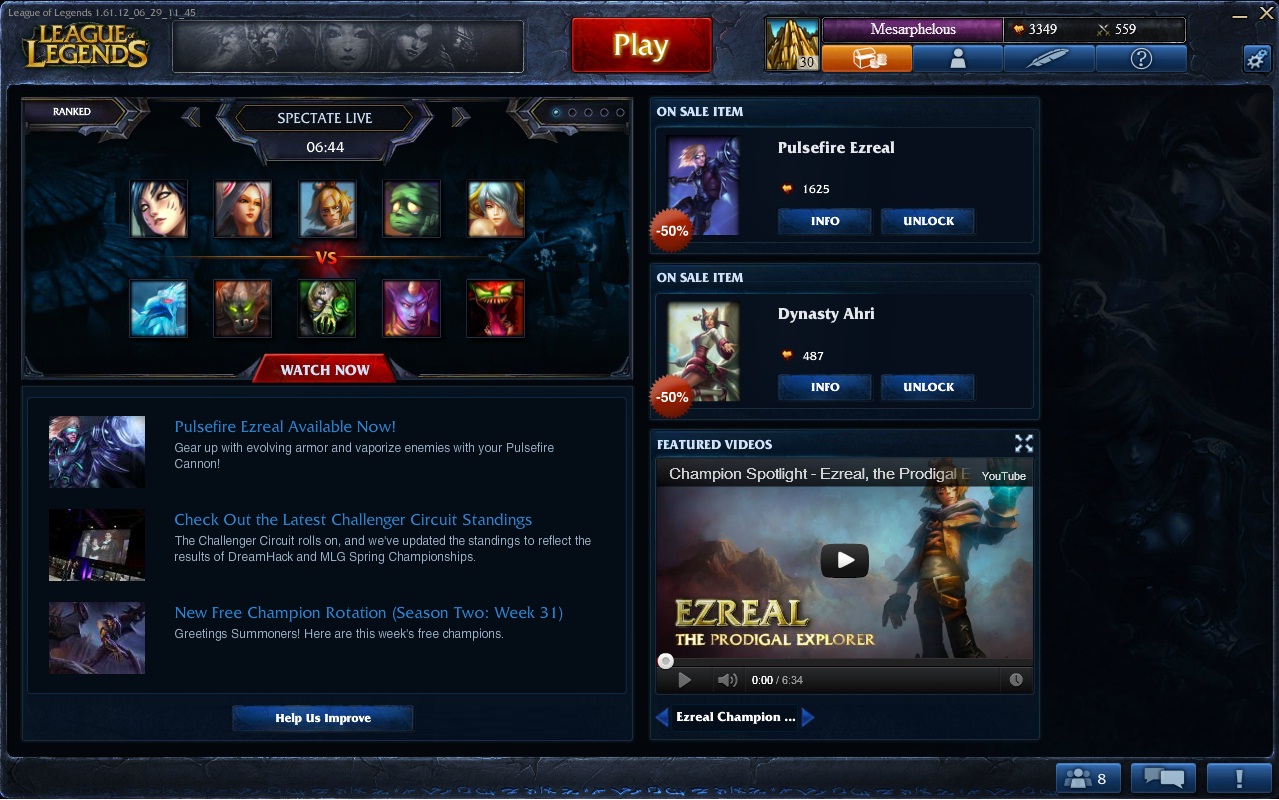 League of Legends 1.61.12_06_29_11_45
LEAGUE of
LEGENDS
Play
30
Mesarphelous
3349
559
?
RANKED
SPECTATE LIVE
06:44
VS
WATCH NOW
Pulsefire Ezreal Available Now!
Gear up with evolving armor and vaporize enemies with your Pulsefire
Cannon!
Check Out the Latest Challenger Circuit Standings
The Challenger Circuit rolls on, and we've updated the standings to reflect the
results of DreamHack and MLG Spring Championships.
New Free Champion Rotation (Season Two: Week 31)
Greetings Summoners! Here are this week's free champions.
Help Us Improve
ON SALE ITEM
Pulsefire Ezreal
1625
-50%
INFO
UNLOCK
ON SALE ITEM
Dynasty Ahri
487
-50%
INFO
UNLOCK
FEATURED VIDEOS
Champion Spotlight - Ezreal, the Prodigal E
YouTube
EZREAL
THE PRODIGAL EXPLORER
0:00 / 6:34
Ezreal Champion ...
8
!